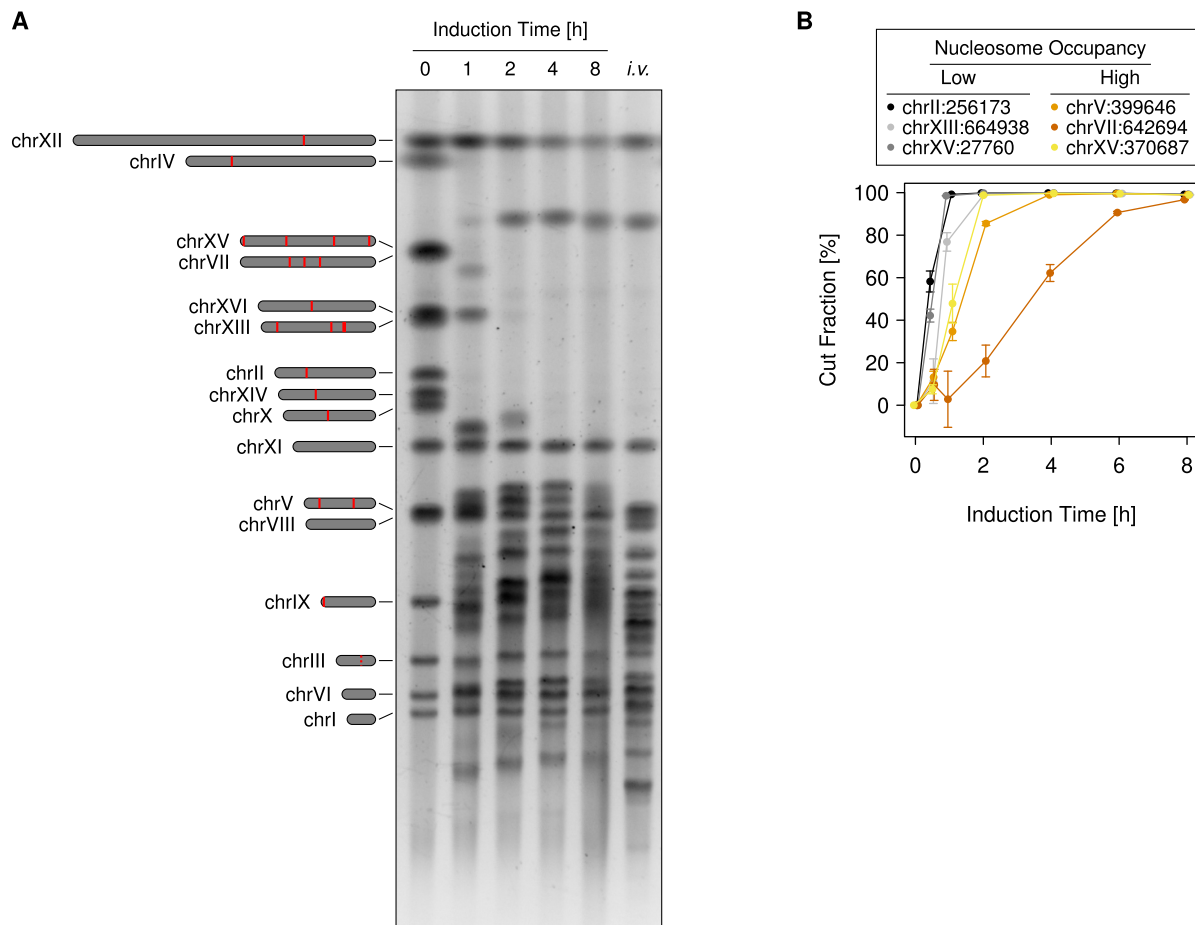 A
Induction Time [h]
0 1 2 4 8 i.v.
chrXII
chrIV
chrXV
chrVII
chrXVI
chrXIII
chrII
chrXIV
chrX
chrXI
chrV
chrVIII
chrIX
chrIII
chrVI
chrI
B
Nucleosome Occupancy
Low High
chrII:256173 chrV:399646
chrXIII:664938 chrVII:642694
chrXV:27760 chrXV:370687
100
80
60
40
20
0
Cut Fraction [%]
0 2 4 6 8
Induction Time [h]